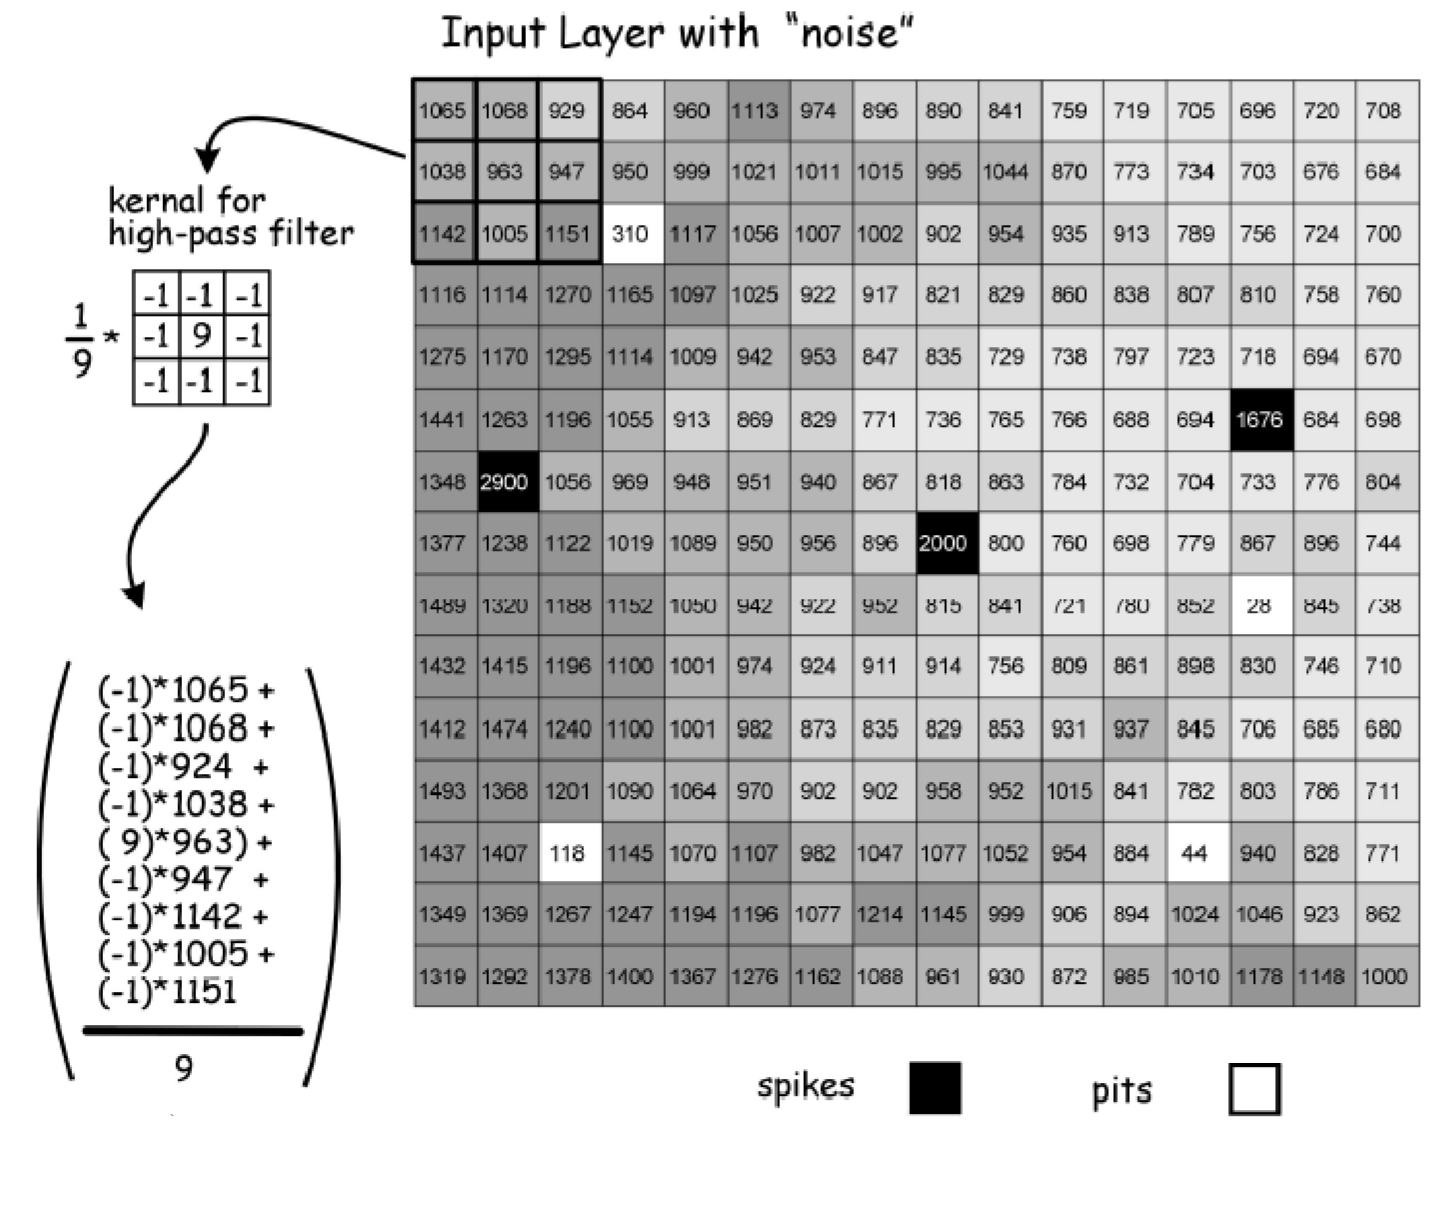 Input Layer with "noise"
1065 1068 929 864 960 1113 974 896 890 841 759 719 705 696 720 708
1038 963 947 950 999 1021 1011 1015 995 1044 870 773 734 703 676 684
1142 1005 1151 310 1117 1056 1007 1002 902 954 935 913 789 756 724 700
1116 1114 1270 1165 1097 1025 922 917 821 829 860 838 807 810 758 760
1275 1170 1295 1114 1009 942 953 847 835 729 738 797 723 718 694 670
1441 1263 1196 1055 913 869 829 771 736 765 766 688 694 1676 684 698
1348 2900 1056 969 948 951 940 867 818 863 784 732 704 733 776 804
1377 1238 1122 1019 1089 950 956 896 2000 800 760 698 779 867 896 744
1489 1320 1188 1152 1050 942 922 952 815 841 721 780 852 28 845 738
1432 1415 1196 1100 1001 974 924 911 914 756 809 861 898 830 746 710
1412 1474 1240 1100 1001 982 873 835 829 853 931 937 845 706 685 680
1493 1368 1201 1090 1064 970 902 902 958 952 1015 841 782 803 786 711
1437 1407 118 1145 1070 1107 982 1047 1077 1052 954 884 44 940 828 771
1349 1369 1267 1247 1194 1196 1077 1214 1145 999 906 894 1024 1046 923 862
1319 1292 1378 1400 1367 1276 1162 1088 961 930 872 985 1010 1178 1148 1000
kernal for
high-pass filter
-1 -1 -1
1/9 * -1 9 -1
-1 -1 -1
(-1)*1065 +
(-1)*1068 +
(-1)*924 +
(-1)*1038 +
( 9)*963) +
(-1)*947 +
(-1)*1142 +
(-1)*1005 +
(-1)*1151
9
spikes
pits